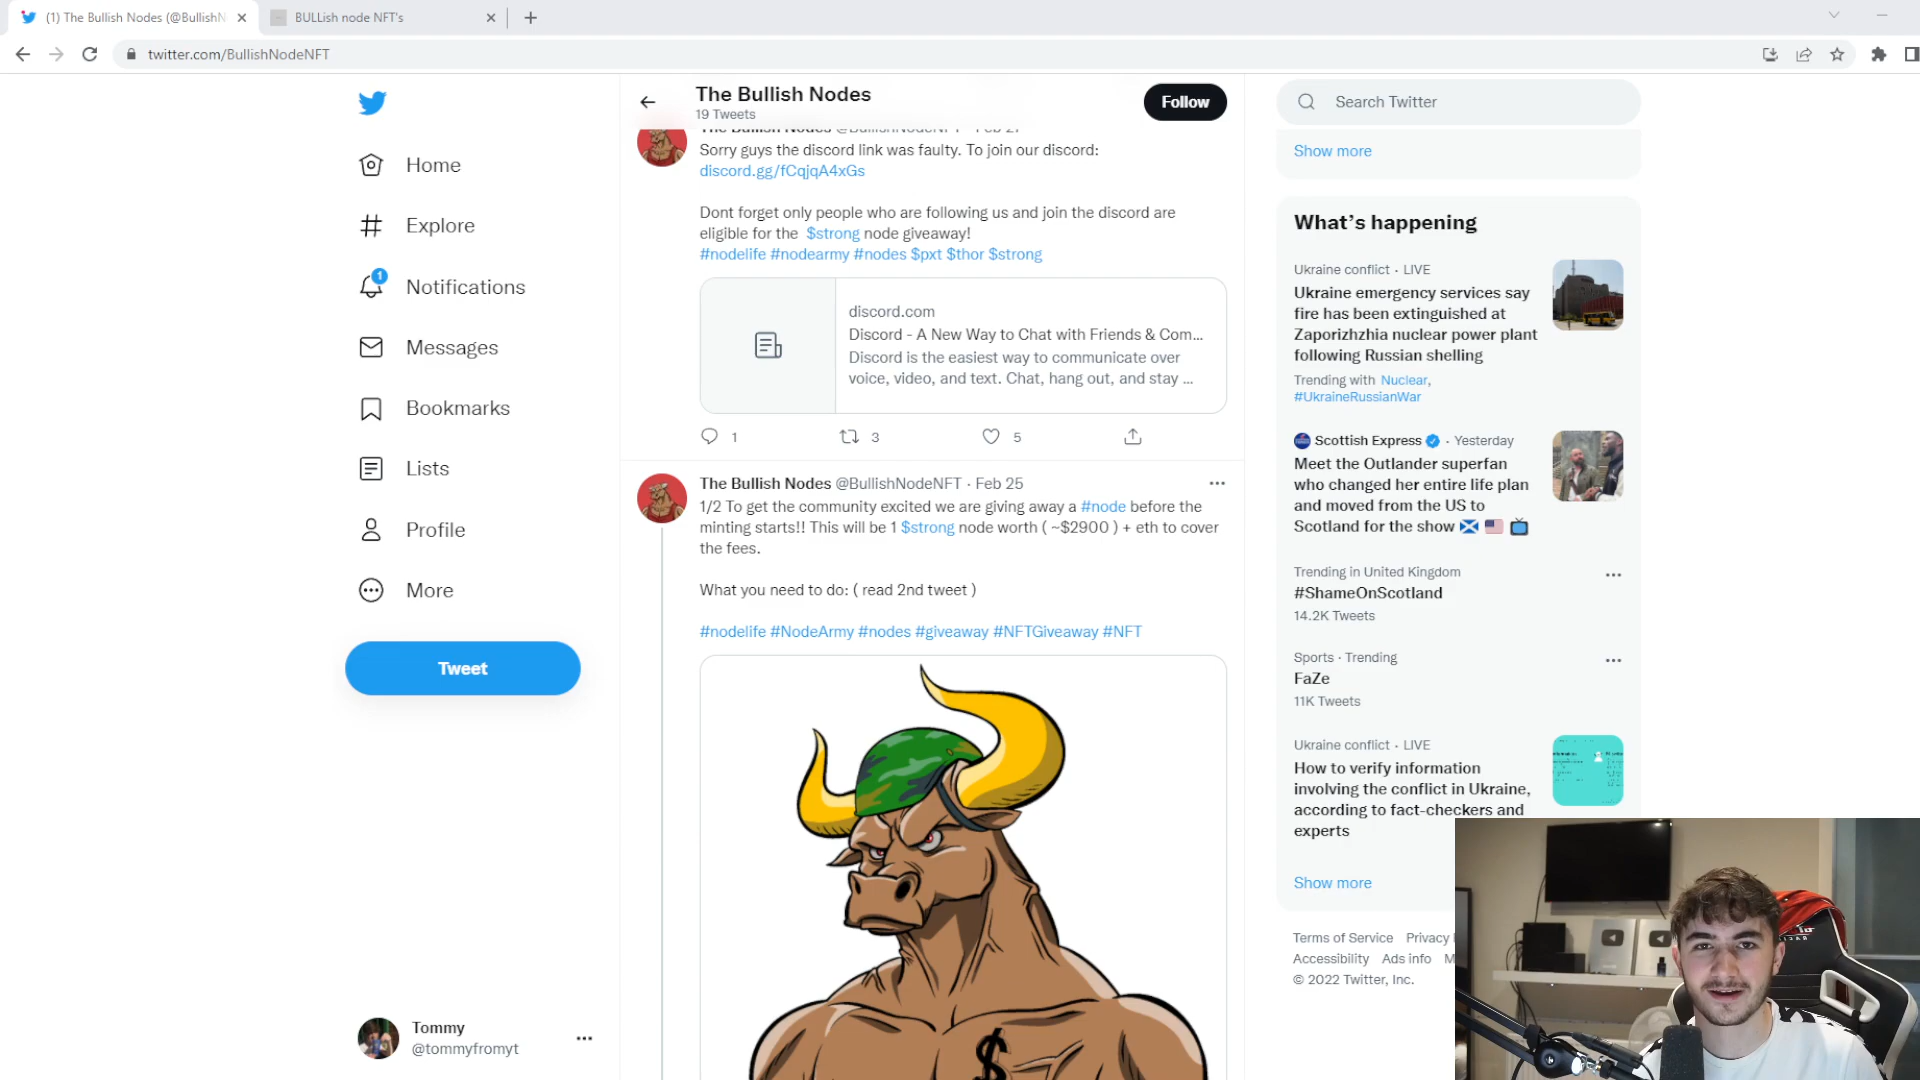 (1) The Bullish Nodes (@BullishN
BULLish node NFT's
twitter.com/BullishNodeNFT
Home
Explore
1
Notifications
Messages
Bookmarks
Lists
Profile
More
Tweet
Tommy
@tommyfromyt
The Bullish Nodes
19 Tweets
Follow
The Bullish Nodes @BullishNodeNFT · Feb 27
Sorry guys the discord link was faulty. To join our discord:
discord.gg/fCqjqA4xGs
Dont forget only people who are following us and join the discord are
eligible for the $strong node giveaway!
#nodelife #nodearmy #nodes $pxt $thor $strong
discord.com
Discord - A New Way to Chat with Friends & Com...
Discord is the easiest way to communicate over
voice, video, and text. Chat, hang out, and stay ...
1 3 5
The Bullish Nodes @BullishNodeNFT · Feb 25
1/2 To get the community excited we are giving away a #node before the
minting starts!! This will be 1 $strong node worth ( ~$2900 ) + eth to cover
the fees.
What you need to do: ( read 2nd tweet )
#nodelife #NodeArmy #nodes #giveaway #NFTGiveaway #NFT
$
Search Twitter
Show more
What's happening
Ukraine conflict · LIVE
Ukraine emergency services say
fire has been extinguished at
Zaporizhzhia nuclear power plant
following Russian shelling
Trending with Nuclear,
#UkraineRussianWar
Scottish Express · Yesterday
Meet the Outlander superfan
who changed her entire life plan
and moved from the US to
Scotland for the show
Trending in United Kingdom
#ShameOnScotland
14.2K Tweets
Sports · Trending
FaZe
11K Tweets
Ukraine conflict · LIVE
How to verify information
involving the conflict in Ukraine,
according to fact-checkers and
experts
Show more
Terms of Service Privacy
Accessibility Ads info M
© 2022 Twitter, Inc.